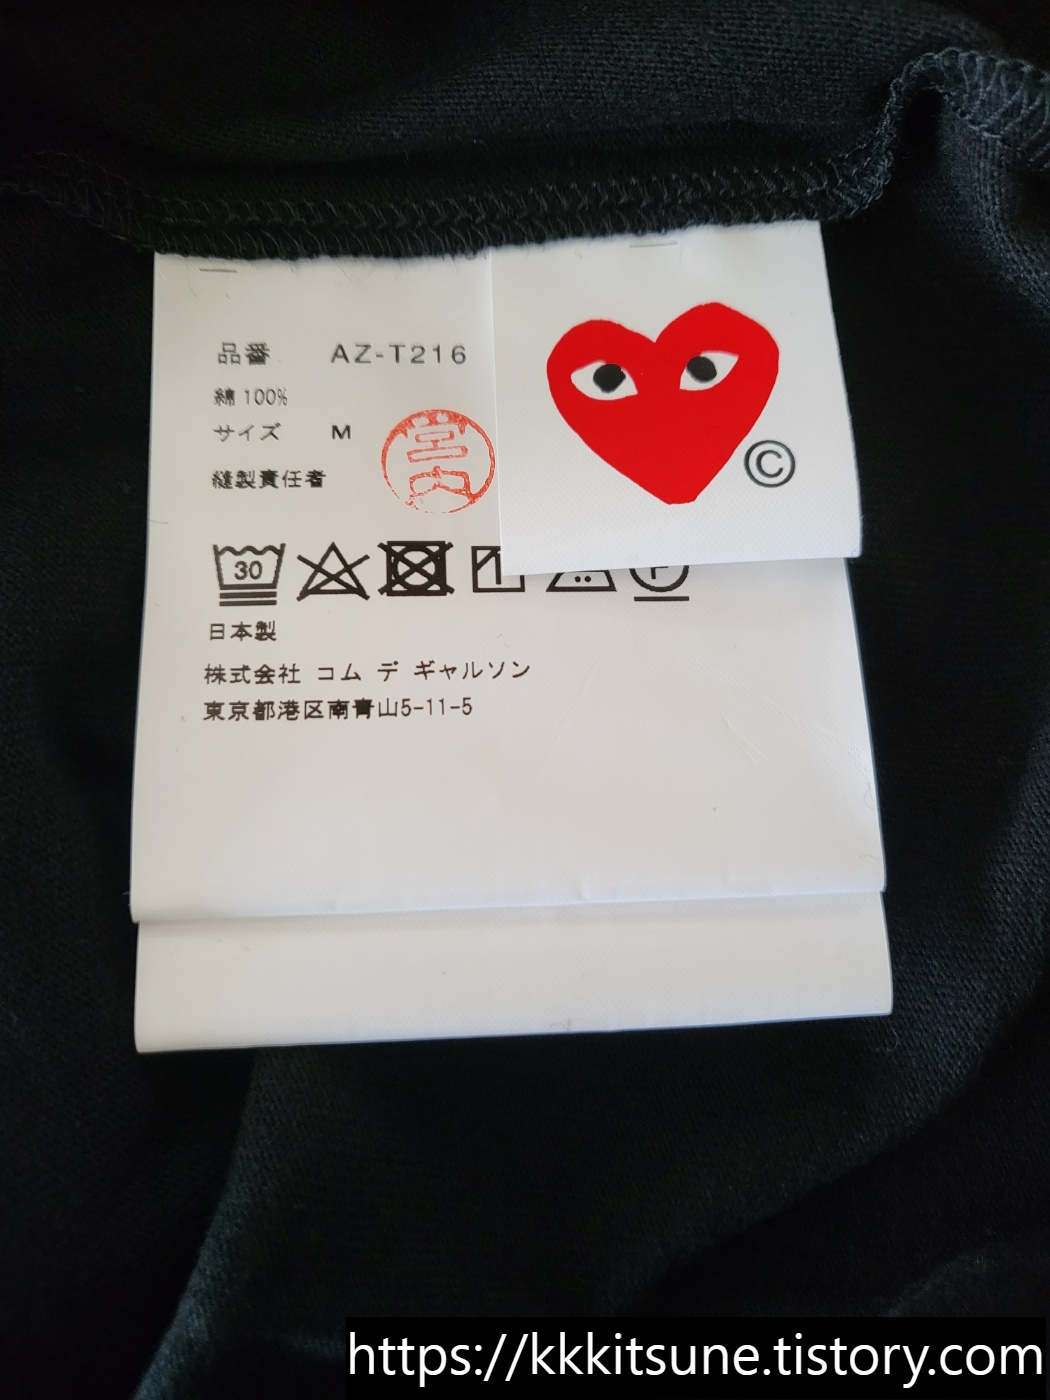 品番 AZ-T216
綿 100%
サイズ M
縫製責任者
宮内
©
30
日本製
株式会社 コム デ ギャルソン
東京都港区南青山5-11-5
https://kkkitsune.tistory.com